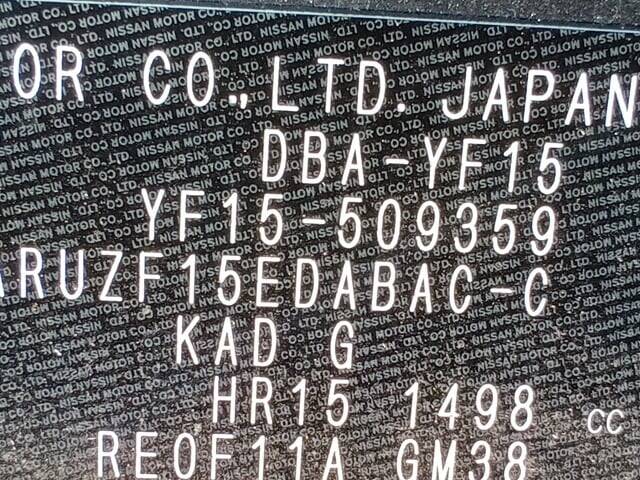 OR CO.,LTD. JAPAN
DBA-YF15
YF15-509359
ARUZF15EDABAC-C
KAD G
HR15 1498 CC
RE0F11A GM38